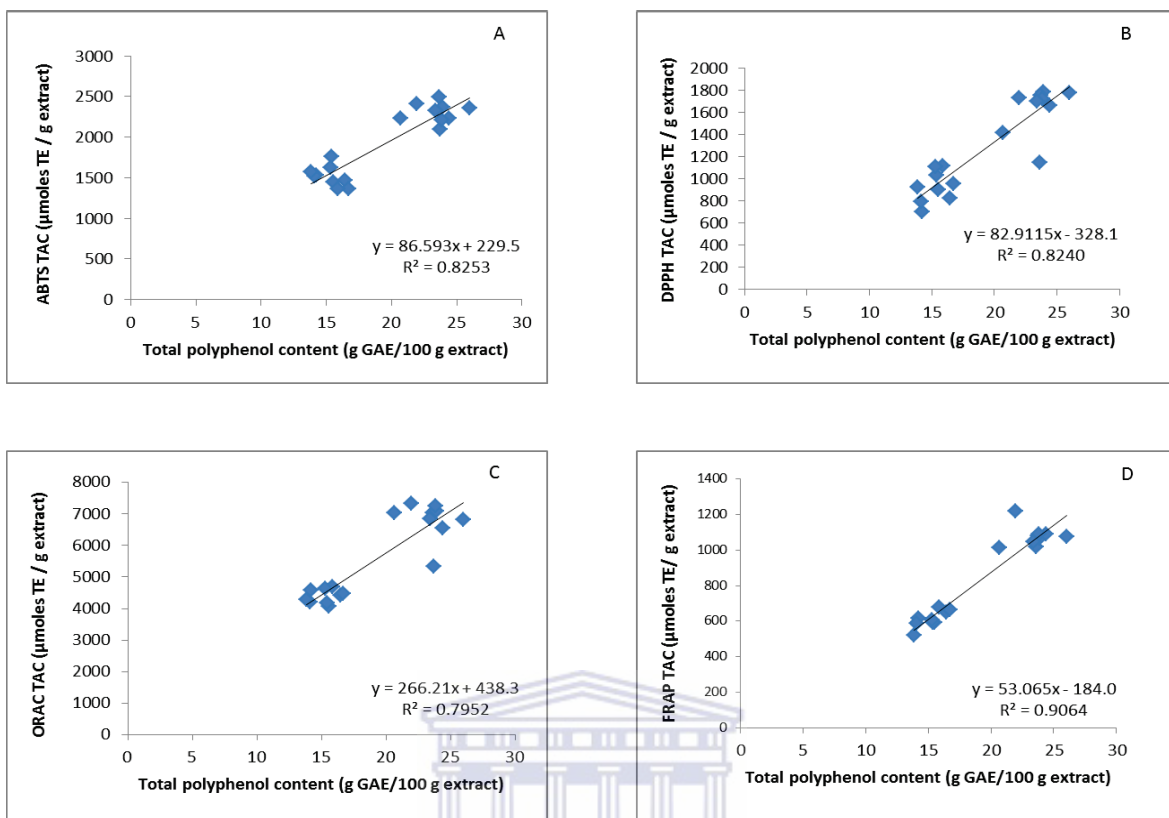 A
ABTS TAC (µmoles TE / g extract)
3000
2500
2000
1500
1000
500
0
0 5 10 15 20 25 30
y = 86.593x + 229.5
R² = 0.8253
Total polyphenol content (g GAE/100 g extract)
B
DPPH TAC (µmoles TE / g extract)
2000
1800
1600
1400
1200
1000
800
600
400
200
0
0 5 10 15 20 25 30
y = 82.9115x - 328.1
R² = 0.8240
Total polyphenol content (g GAE/100 g extract)
C
ORAC TAC (µmoles TE / g extract)
8000
7000
6000
5000
4000
3000
2000
1000
0
0 5 10 15 20 25 30
y = 266.21x + 438.3
R² = 0.7952
Total polyphenol content (g GAE/100 g extract)
D
FRAP TAC (µmoles TE/ g extract)
1400
1200
1000
800
600
400
200
0
0 5 10 15 20 25 30
y = 53.065x - 184.0
R² = 0.9064
Total polyphenol content (g GAE/100 g extract)